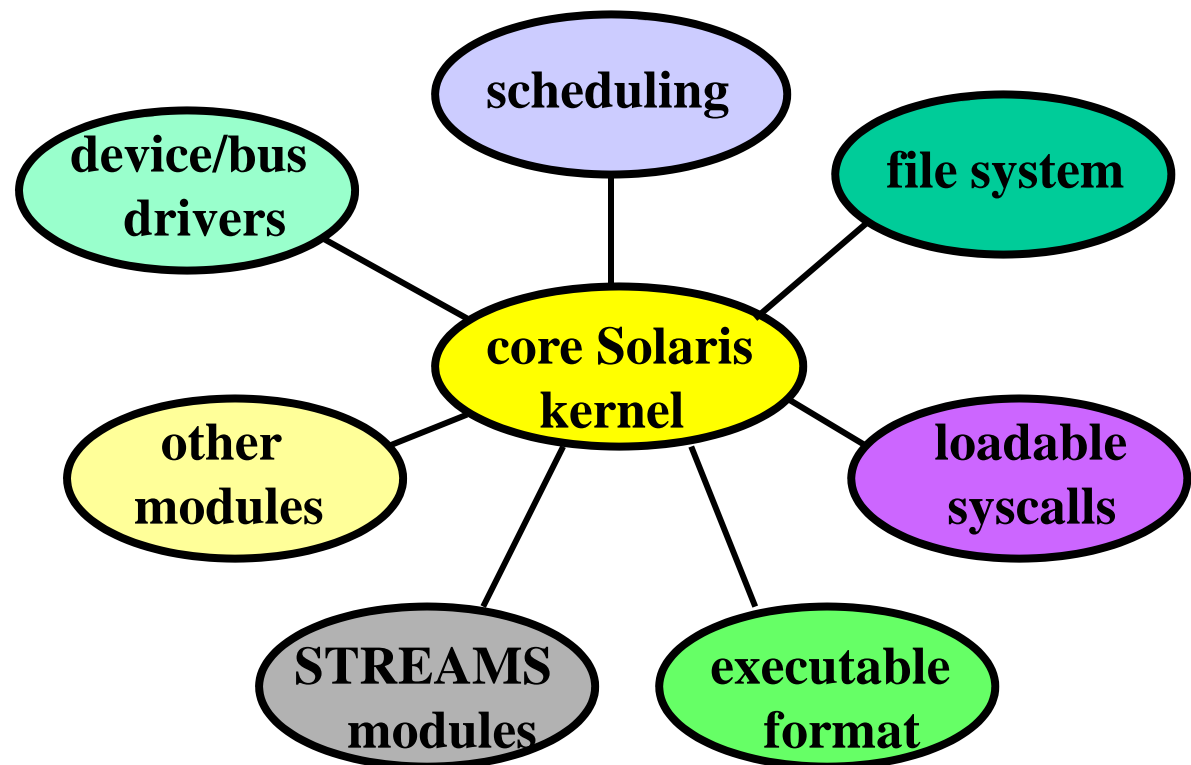 scheduling
device/bus
drivers
file system
core Solaris
kernel
other
modules
loadable
syscalls
STREAMS
modules
executable
format